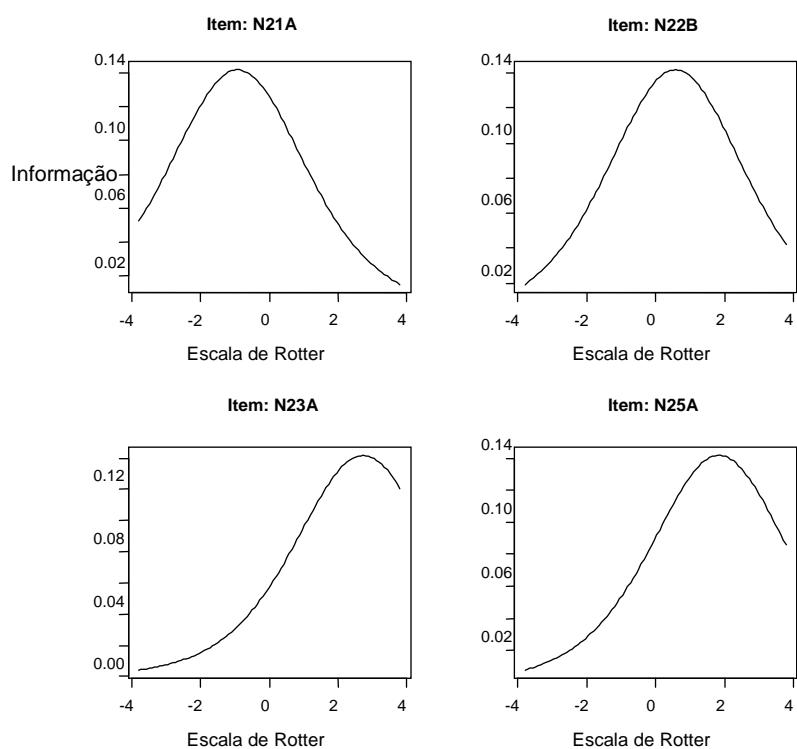 Item: N21A
Item: N22B
0.14
0.10
Informação
0.06
0.02
-4 -2 0 2 4
Escala de Rotter
0.14
0.10
0.06
0.02
-4 -2 0 2 4
Escala de Rotter
Item: N23A
Item: N25A
0.12
0.08
0.04
0.00
-4 -2 0 2 4
Escala de Rotter
0.14
0.10
0.06
0.02
-4 -2 0 2 4
Escala de Rotter